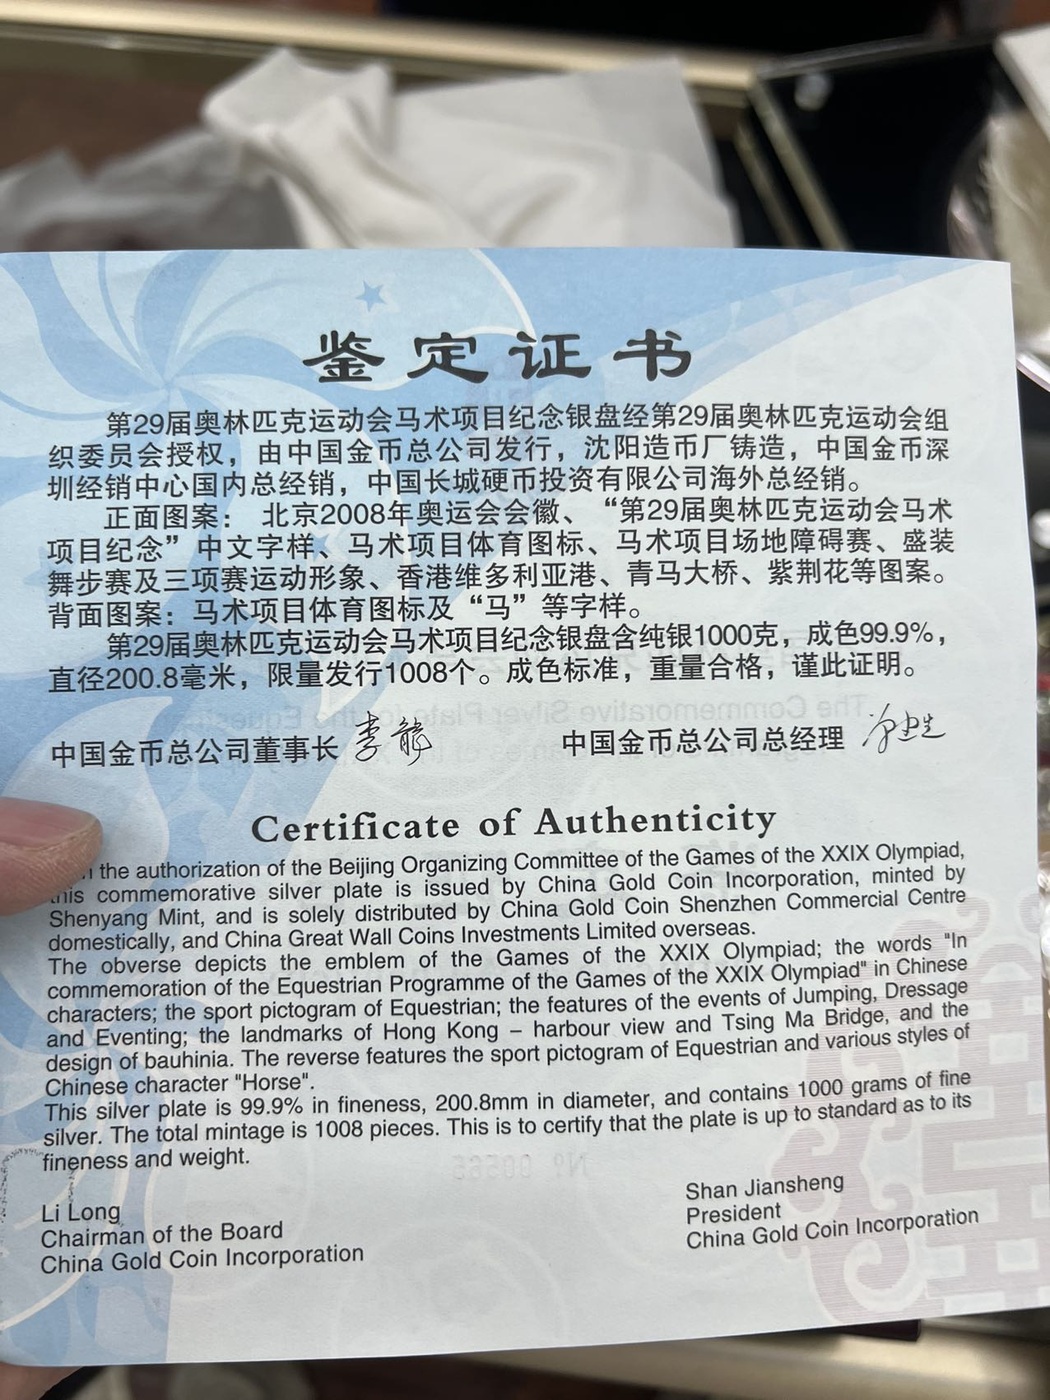 鉴定证书
第29届奥林匹克运动会马术项目纪念银盘经第29届奥林匹克运动会组
织委员会授权，由中国金币总公司发行，沈阳造币厂铸造，中国金币深
圳经销中心国内总经销，中国长城硬币投资有限公司海外总经销。
正面图案： 北京2008年奥运会会徽、“第29届奥林匹克运动会马术
项目纪念”中文字样、马术项目体育图标、马术项目场地障碍赛、盛装
舞步赛及三项赛运动形象、香港维多利亚港、青马大桥、紫荆花等图案。
背面图案：马术项目体育图标及“马”等字样。
第29届奥林匹克运动会马术项目纪念银盘含纯银1000克，成色99.9%，
直径200.8毫米，限量发行1008个。成色标准，重量合格，谨此证明。
中国金币总公司董事长 中国金币总公司总经理
Certificate of Authenticity
the authorization of the Beijing Organizing Committee of the Games of the XXIX Olympiad,
this commemorative silver plate is issued by China Gold Coin Incorporation, minted by
Shenyang Mint, and is solely distributed by China Gold Coin Shenzhen Commercial Centre
domestically, and China Great Wall Coins Investments Limited overseas.
The obverse depicts the emblem of the Games of the XXIX Olympiad; the words "In
commemoration of the Equestrian Programme of the Games of the XXIX Olympiad" in Chinese
characters; the sport pictogram of Equestrian; the features of the events of Jumping, Dressage
and Eventing; the landmarks of Hong Kong – harbour view and Tsing Ma Bridge, and the
design of bauhinia. The reverse features the sport pictogram of Equestrian and various styles of
Chinese character "Horse".
This silver plate is 99.9% in fineness, 200.8mm in diameter, and contains 1000 grams of fine
silver. The total mintage is 1008 pieces. This is to certify that the plate is up to standard as to its
fineness and weight.
Li Long
Chairman of the Board
China Gold Coin Incorporation
Shan Jiansheng
President
China Gold Coin Incorporation